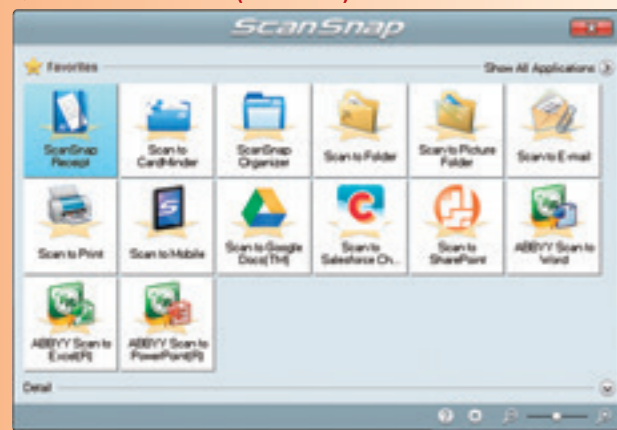 ScanSnap
Favorites
Show All Applications
ScanSnap
Receipt
Scan to
CardMinder
ScanSnap
Organizer
Scan to Folder
Scan to Picture
Folder
Scan to E-mail
Scan to Print
Scan to Mobile
Scan to Google
Docs(TM)
Scan to
Salesforce Ch...
Scan to
SharePoint
ABBYY Scan to
Word
ABBYY Scan to
Excel(R)
ABBYY Scan to
PowerPoint(R)
Detail